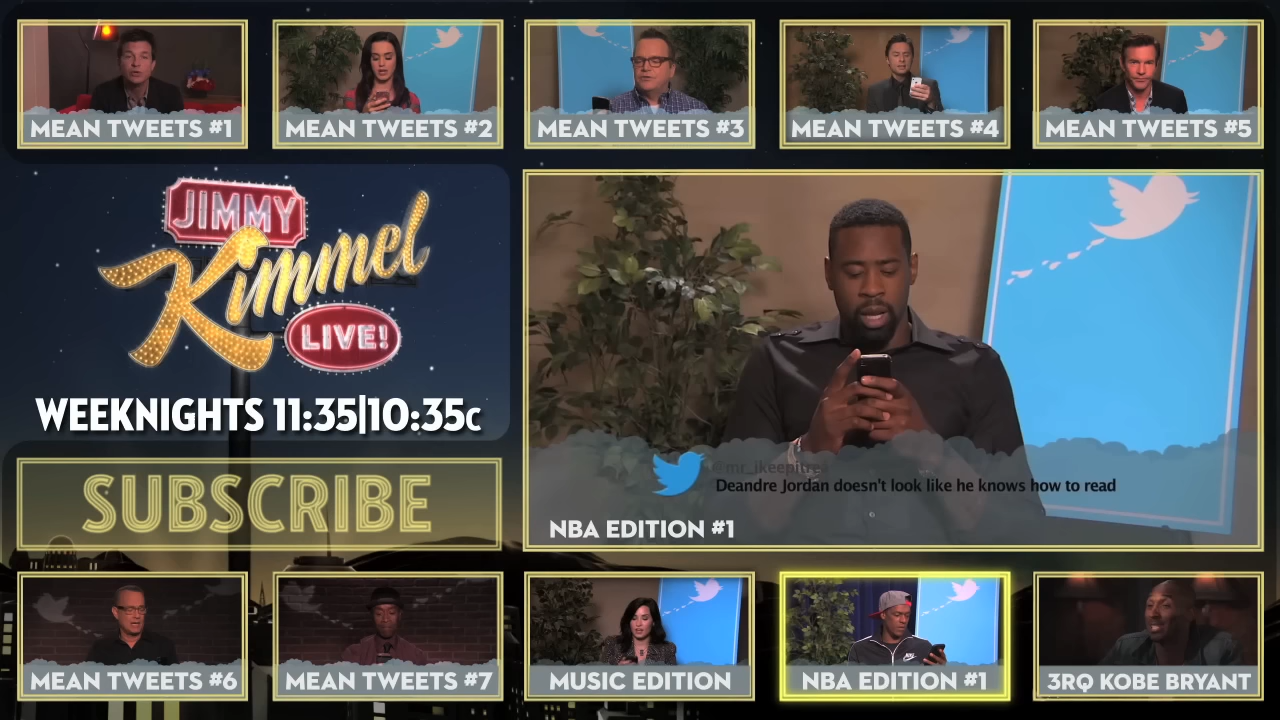 MEAN TWEETS #1
MEAN TWEETS #2
MEAN TWEETS #3
MEAN TWEETS #4
MEAN TWEETS #5
JIMMY
Kimmel
LIVE!
WEEKNIGHTS 11:35|10:35c
SUBSCRIBE
Deandre Jordan doesn't look like he knows how to read
NBA EDITION #1
MEAN TWEETS #6
MEAN TWEETS #7
MUSIC EDITION
NBA EDITION #1
3RQ KOBE BRYANT